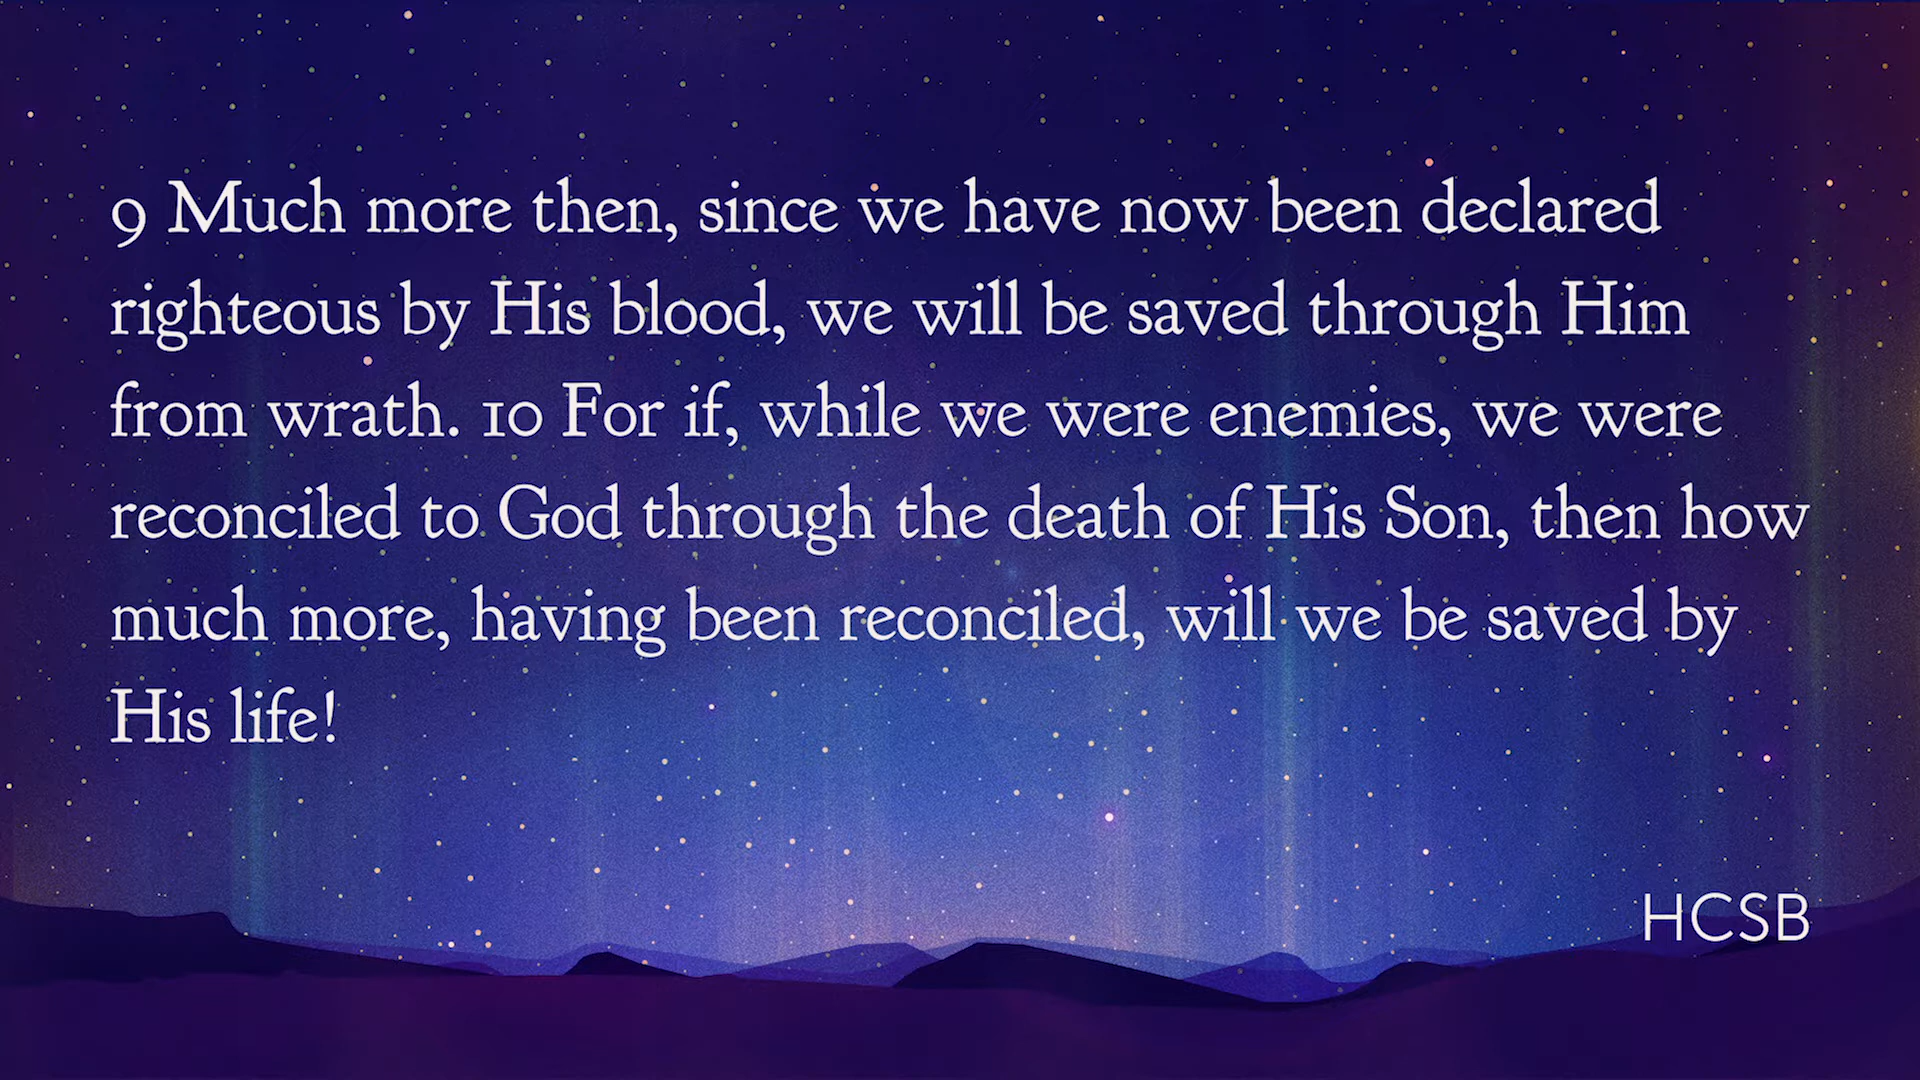 9 Much more then, since we have now been declared
righteous by His blood, we will be saved through Him
from wrath. 10 For if, while we were enemies, we were
reconciled to God through the death of His Son, then how
much more, having been reconciled, will we be saved by
His life!
HCSB